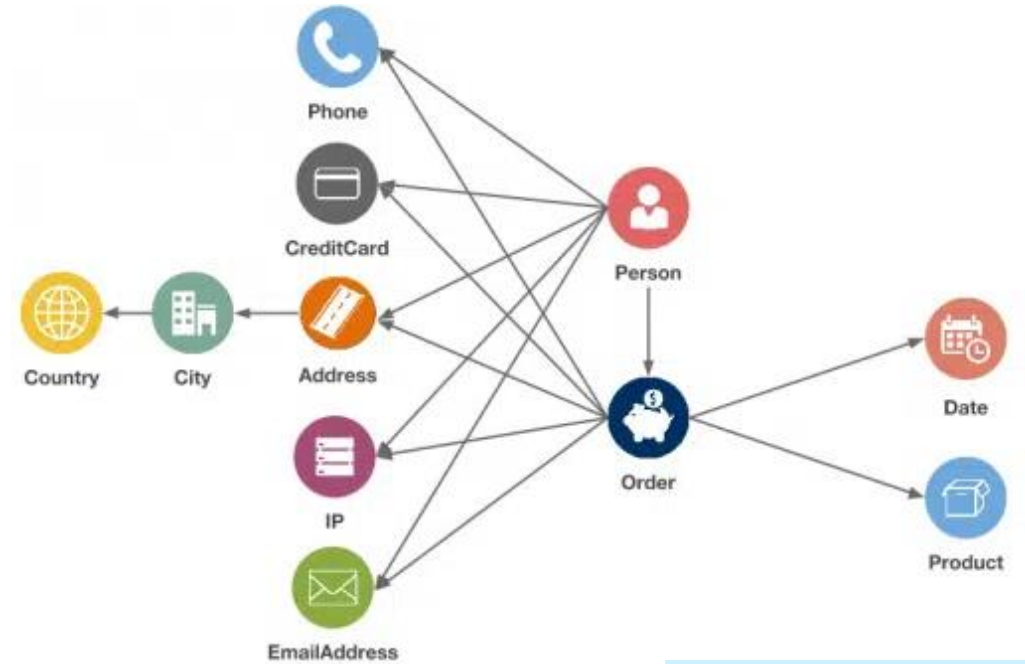 Phone
CreditCard
Person
Country
City
Address
Date
$
Order
IP
Product
EmailAddress